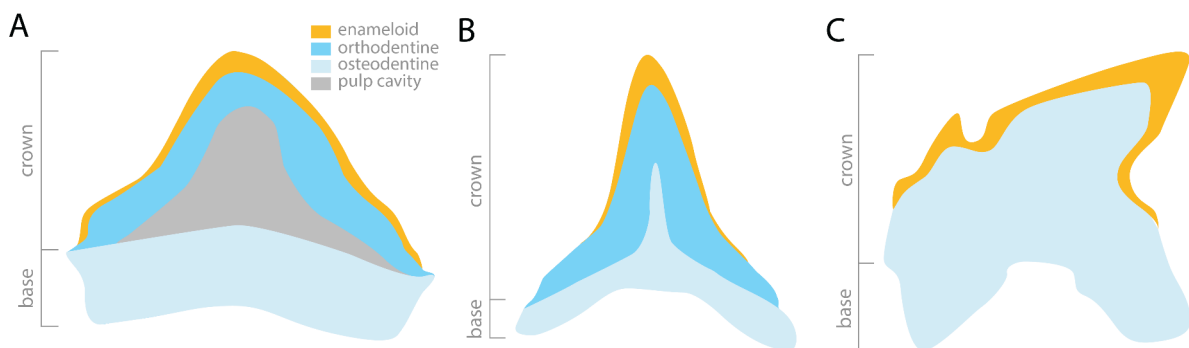 A
enameloid
orthodentine
osteodentine
pulp cavity
crown
base
B
crown
base
C
crown
base